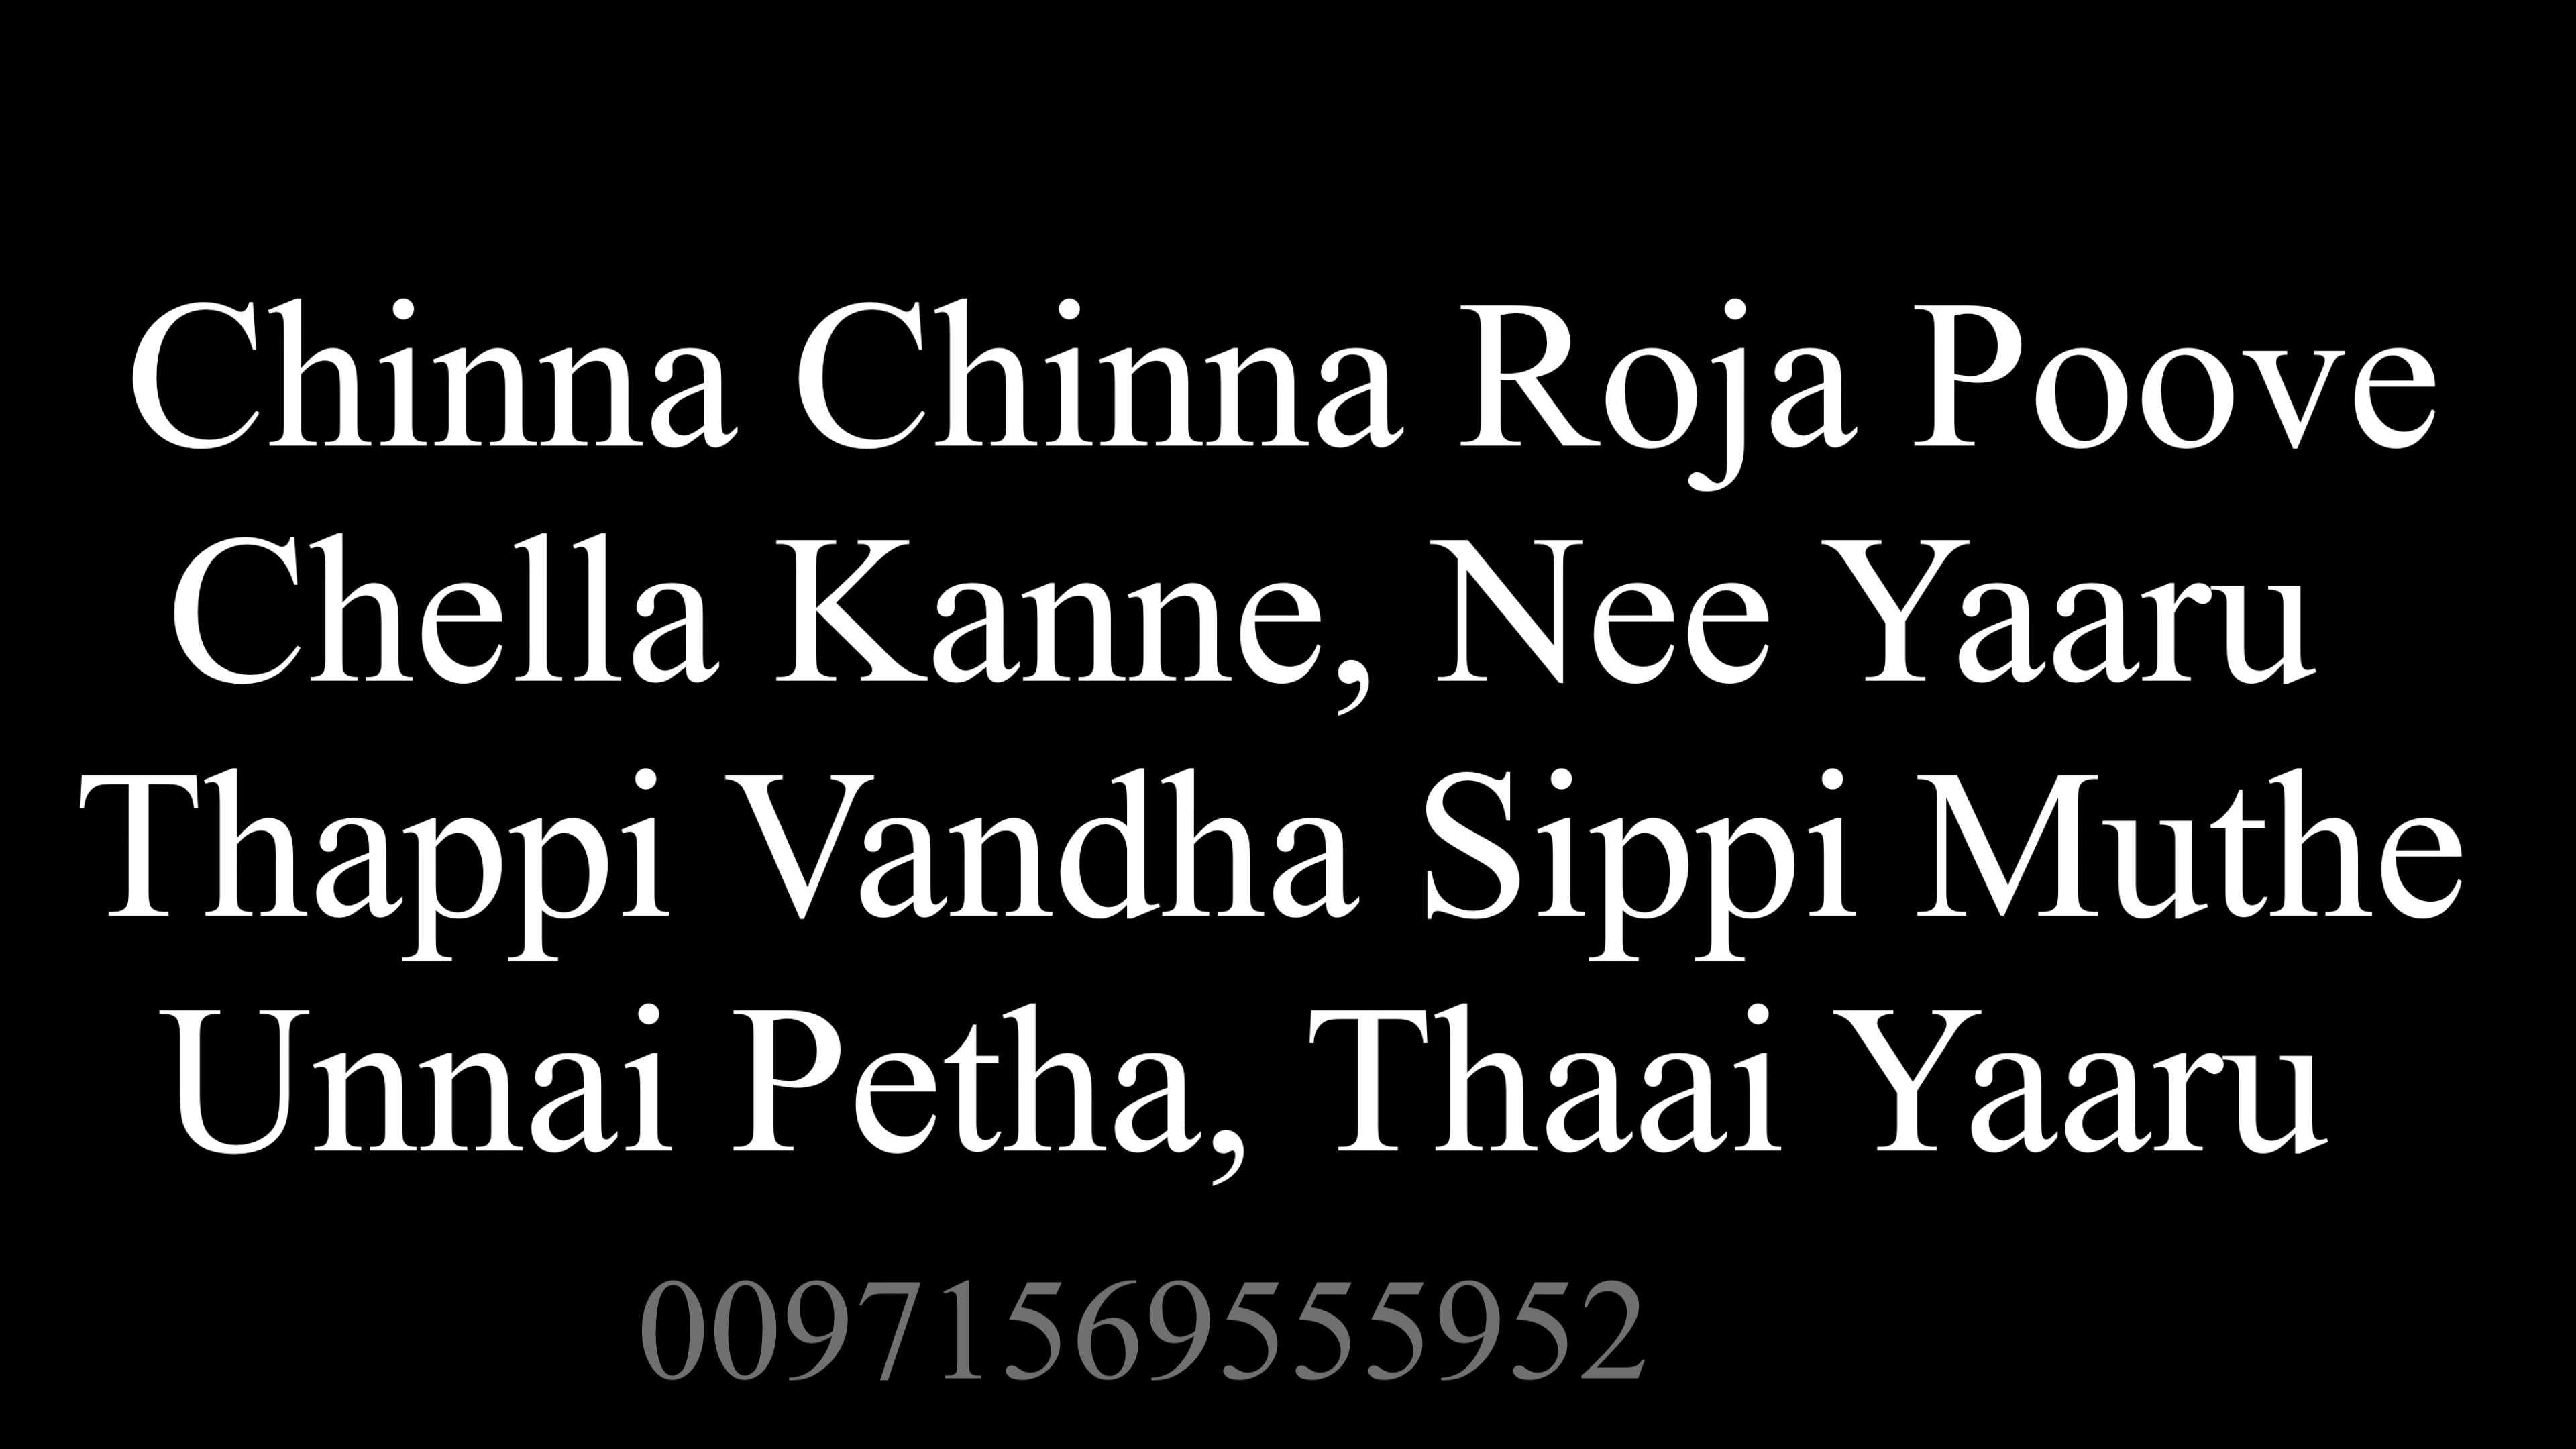 Chinna Chinna Roja Poove
Chella Kanne, Nee Yaaru
Thappi Vandha Sippi Muthe
Unnai Petha, Thaai Yaaru
00971569555952